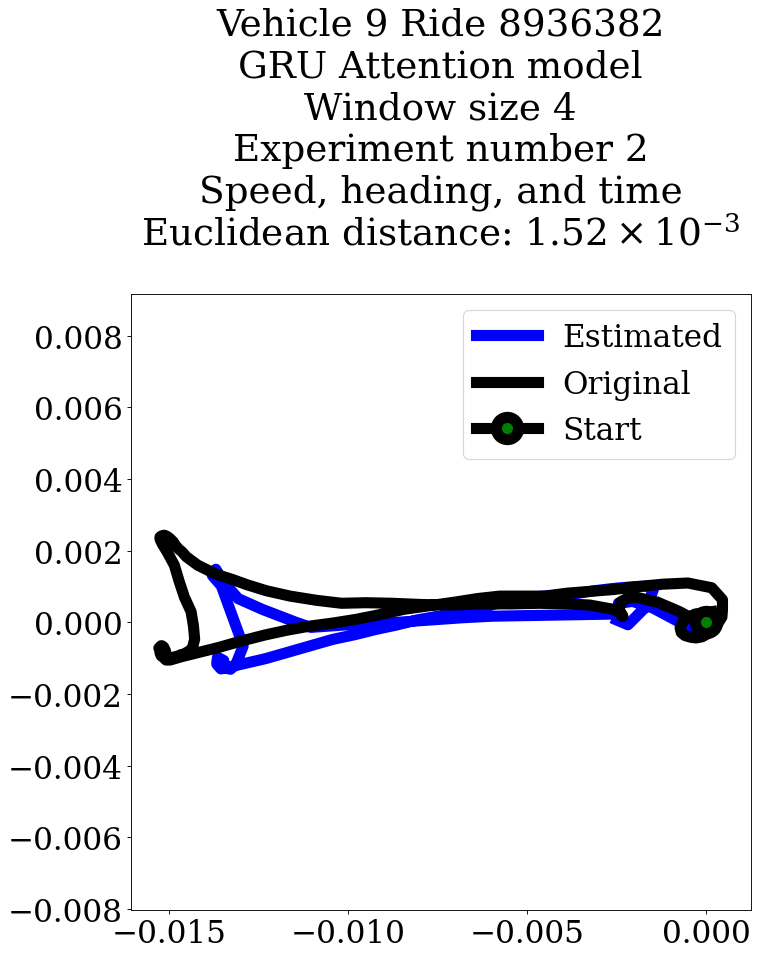 Vehicle 9 Ride 8936382
GRU Attention model
Window size 4
Experiment number 2
Speed, heading, and time
Euclidean distance: 1.52 × 10⁻³
Estimated
Original
Start
0.008
0.006
0.004
0.002
0.000
−0.002
−0.004
−0.006
−0.008
−0.015 −0.010 −0.005 0.000